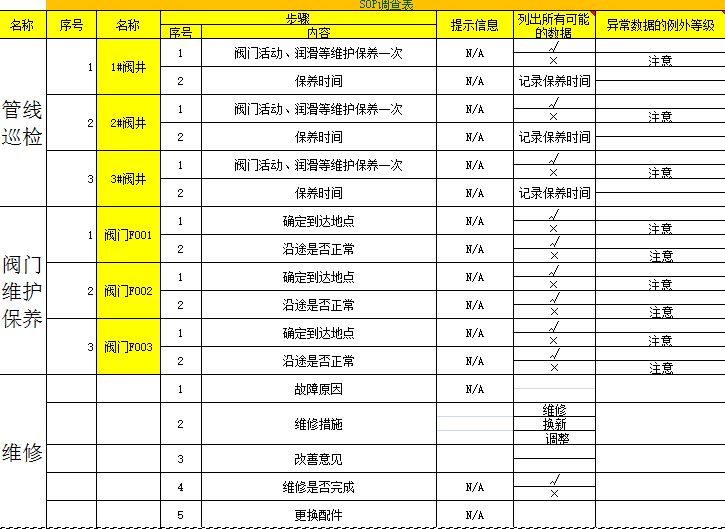 SOP调查表
名称 序号 名称 步骤 提示信息 列出所有可能的数据 异常数据的例外等级
序号 内容
管线巡检
1 1#阀井 1 阀门活动、润滑等维护保养一次 N/A √
× 注意
2 保养时间 N/A 记录保养时间
2 2#阀井 1 阀门活动、润滑等维护保养一次 N/A √
× 注意
2 保养时间 N/A 记录保养时间
3 3#阀井 1 阀门活动、润滑等维护保养一次 N/A √
× 注意
2 保养时间 N/A 记录保养时间
阀门维护保养
1 阀门F001 1 确定到达地点 N/A √
× 注意
2 沿途是否正常 N/A √
× 注意
2 阀门F002 1 确定到达地点 N/A √
× 注意
2 沿途是否正常 N/A √
× 注意
3 阀门F003 1 确定到达地点 N/A √
× 注意
2 沿途是否正常 N/A √
× 注意
维修
1 故障原因 N/A
2 维修措施 维修
换新
调整
3 改善意见
4 维修是否完成 N/A √
×
5 更换配件 N/A